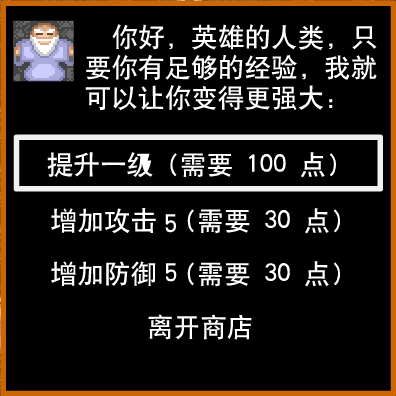 你好，英雄的人类，只
要你有足够的经验，我就
可以让你变得更强大：
提升一级（需要 100 点）
增加攻击 5（需要 30 点）
增加防御 5（需要 30 点）
离开商店